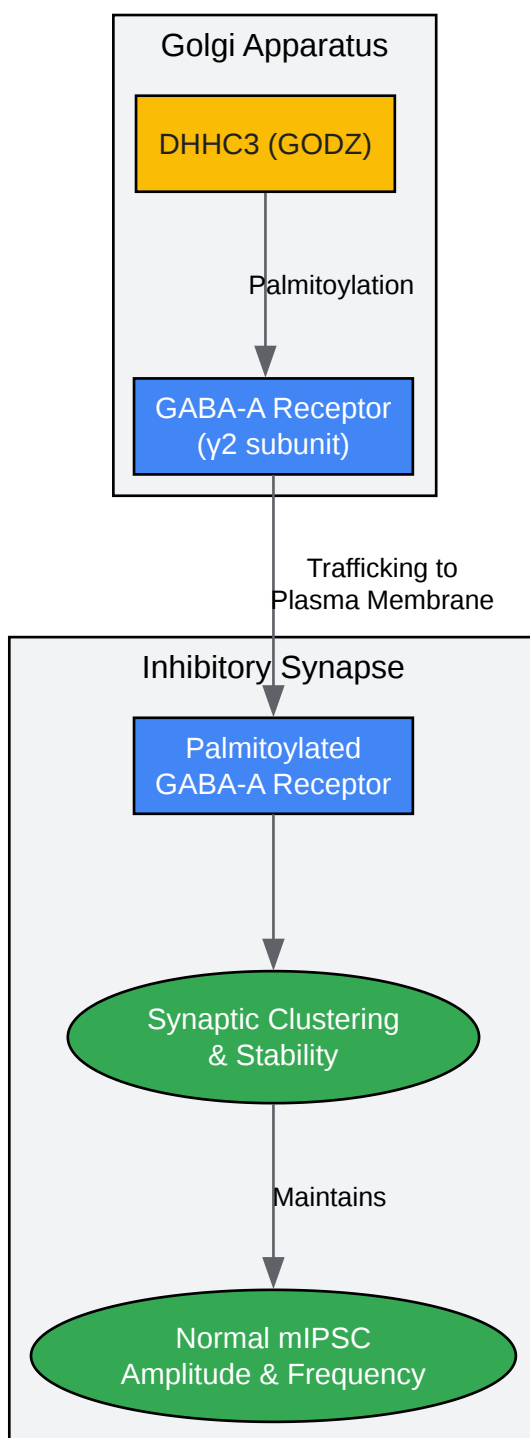 Golgi Apparatus
DHHC3 (GODZ)
Palmitoylation
GABA-A Receptor
(γ2 subunit)
Trafficking to
Plasma Membrane
Inhibitory Synapse
Palmitoylated
GABA-A Receptor
Synaptic Clustering
& Stability
Maintains
Normal mIPSC
Amplitude & Frequency